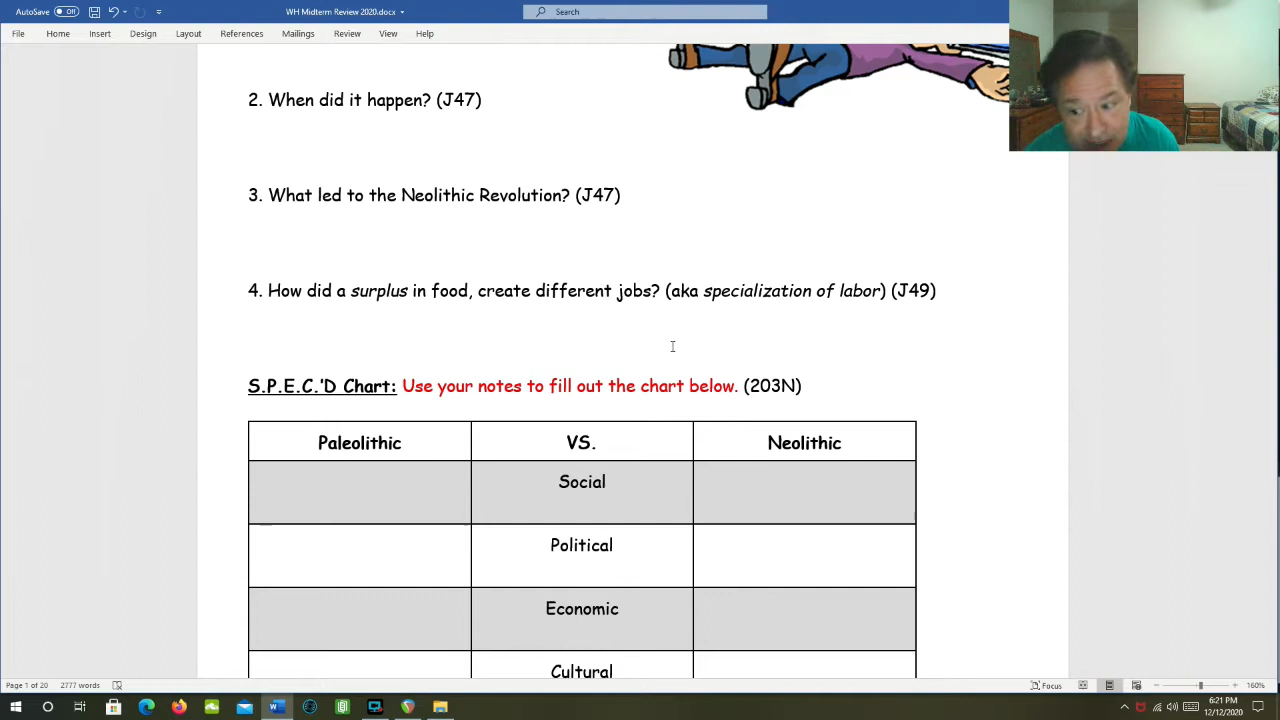 AutoSave Off WH Midterm Review 2020.docx Search
File Home Insert Design Layout References Mailings Review View Help
2. When did it happen? (J47)
3. What led to the Neolithic Revolution? (J47)
4. How did a surplus in food, create different jobs? (aka specialization of labor) (J49)
S.P.E.C.'D Chart: Use your notes to fill out the chart below. (203N)
Paleolithic VS. Neolithic
Social
Political
Economic
Cultural
Page 1 of 20 2777 words Focus 160%
6:21 PM
12/12/2020